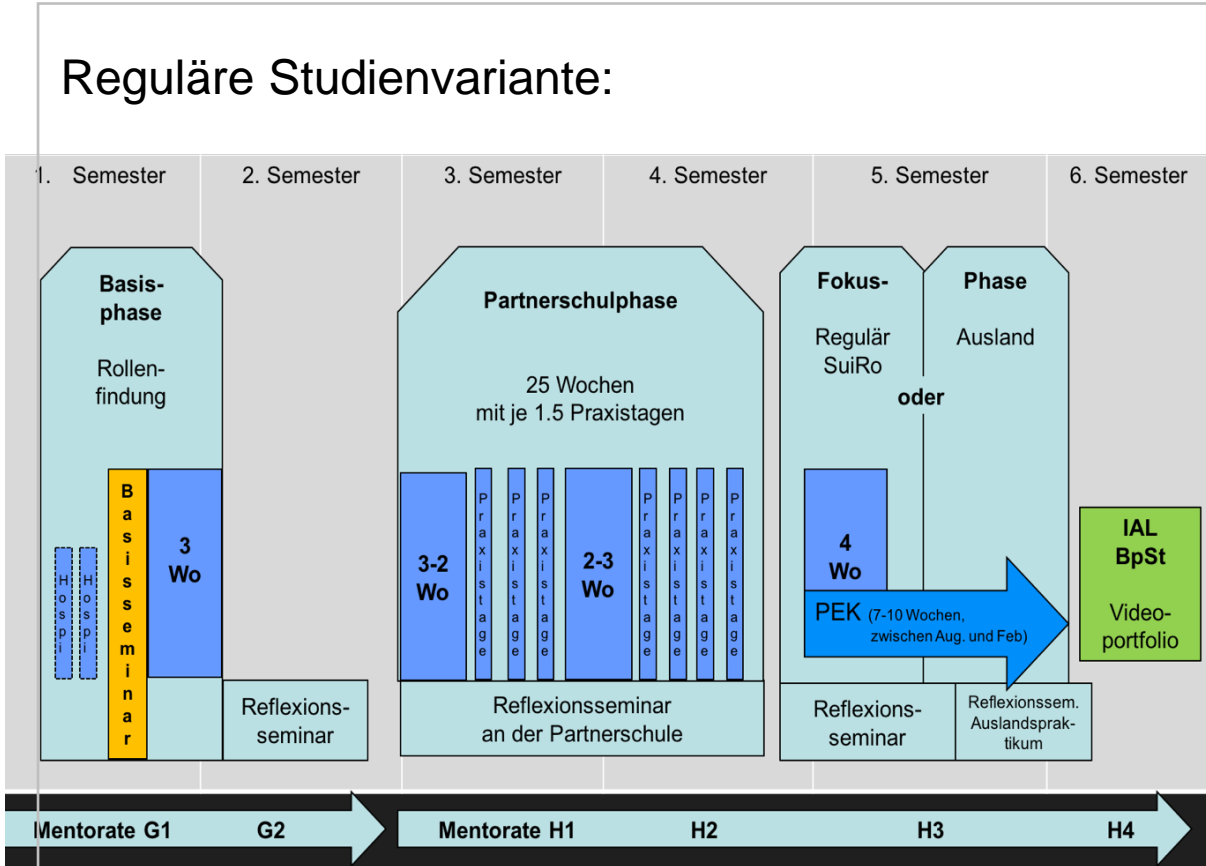 Reguläre Studienvariante:
1. Semester
2. Semester
3. Semester
4. Semester
5. Semester
6. Semester
Basis-
phase
Rollen-
findung
Hospi
Hospi
Basisseminar
3
Wo
Reflexions-
seminar
Partnerschulphase
25 Wochen
mit je 1.5 Praxistagen
3-2
Wo
Praxistage
Praxistage
Praxistage
2-3
Wo
Praxistage
Praxistage
Praxistage
Praxistage
Reflexionsseminar
an der Partnerschule
Fokus-
Phase
Regulär
SuiRo
Ausland
oder
4
Wo
PEK (7-10 Wochen,
zwischen Aug. und Feb)
Reflexions-
seminar
Reflexionssem.
Auslandsprak-
tikum
IAL
BpSt
Video-
portfolio
Mentorate G1
G2
Mentorate H1
H2
H3
H4